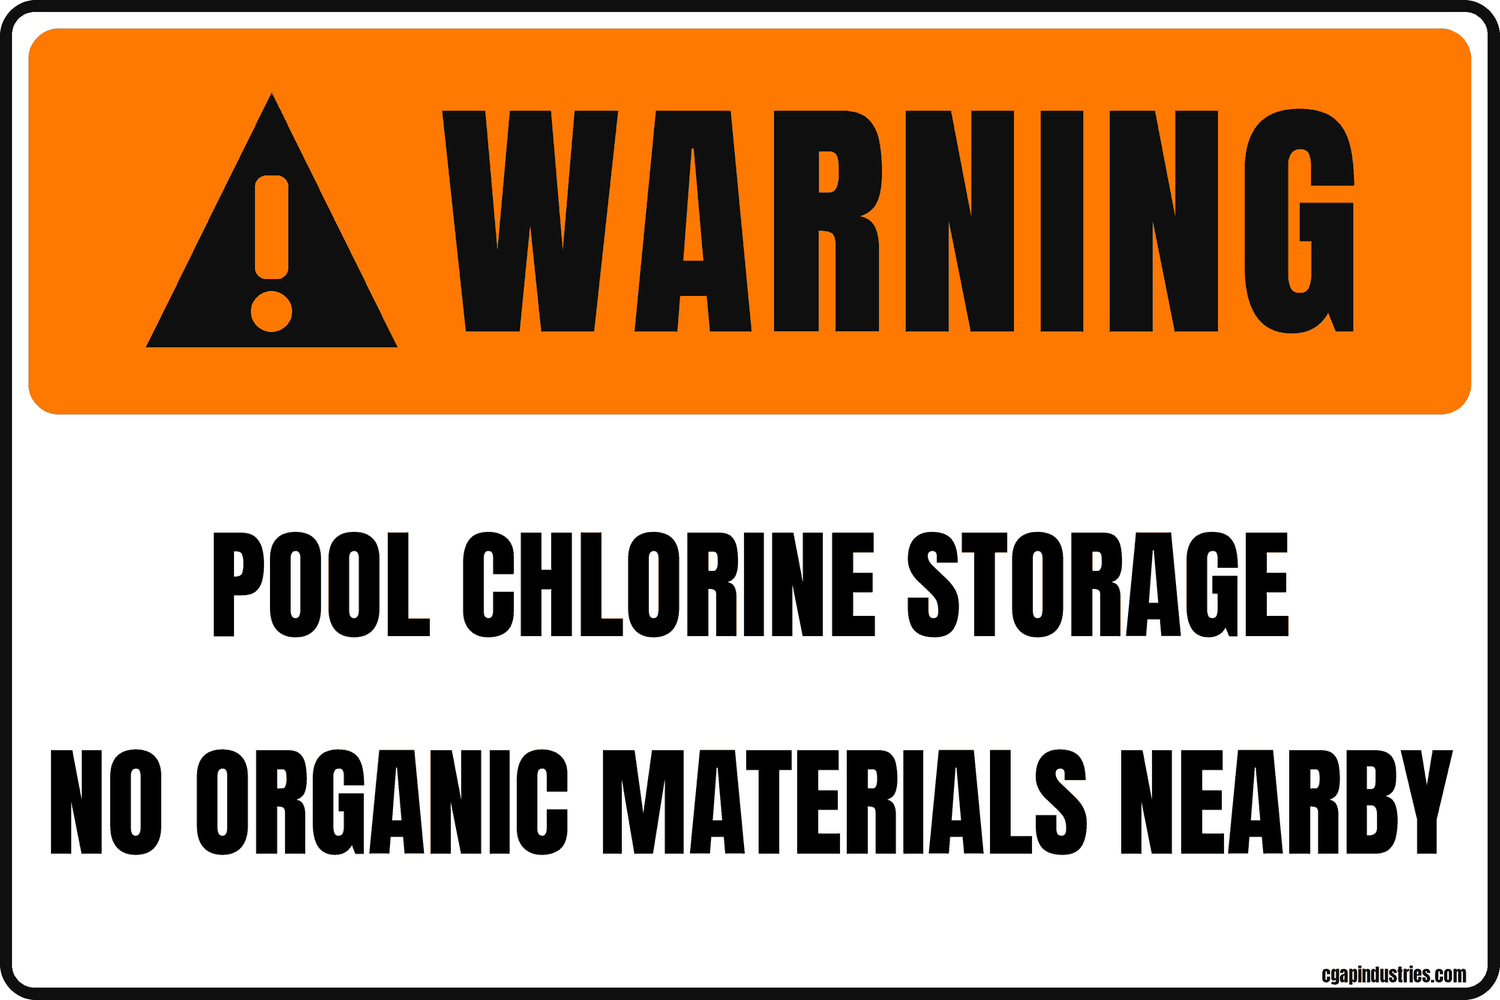 WARNING
POOL CHLORINE STORAGE
NO ORGANIC MATERIALS NEARBY
cgapindustries.com